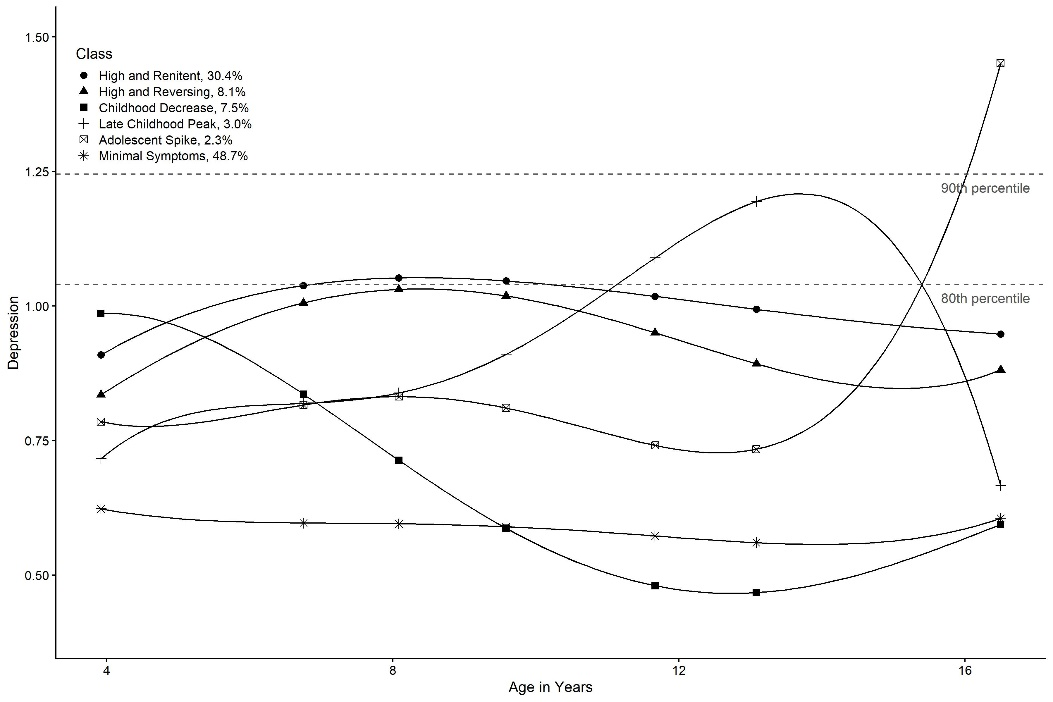 1.50
1.25
1.00
0.75
0.50
Depression
Class
High and Renitent, 30.4%
High and Reversing, 8.1%
Childhood Decrease, 7.5%
Late Childhood Peak, 3.0%
Adolescent Spike, 2.3%
Minimal Symptoms, 48.7%
90th percentile
80th percentile
4
8
12
16
Age in Years